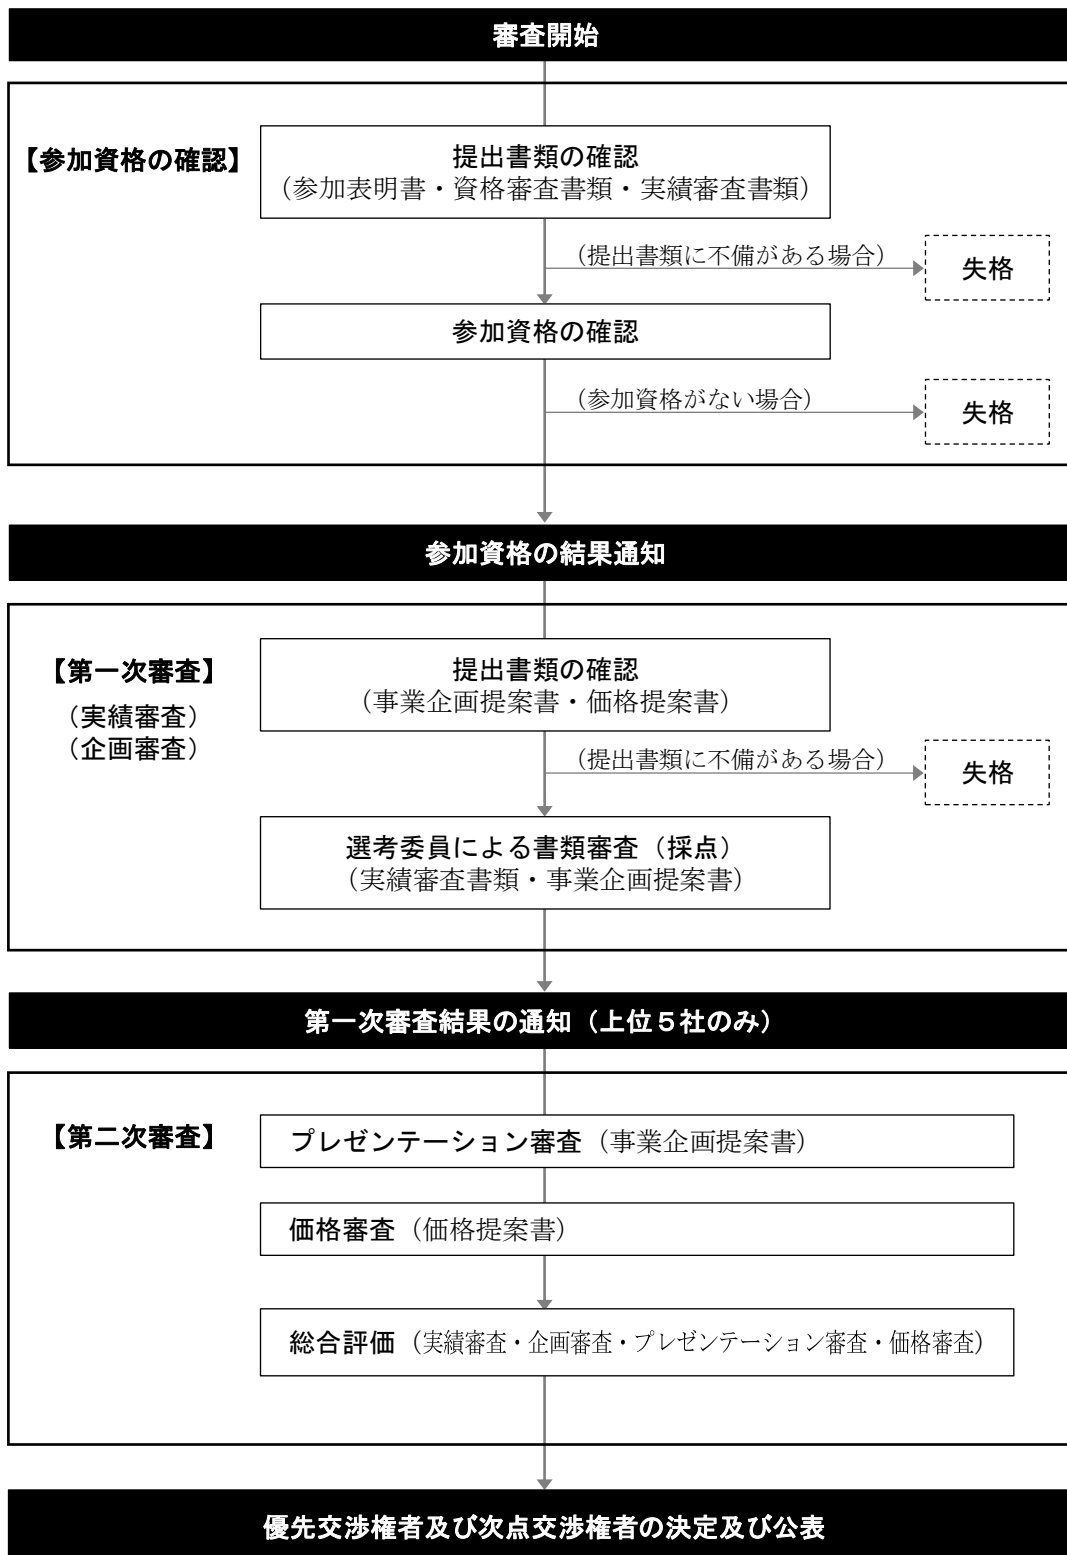 審査開始
【参加資格の確認】
提出書類の確認
（参加表明書・資格審査書類・実績審査書類）
（提出書類に不備がある場合）
失格
参加資格の確認
（参加資格がない場合）
失格
参加資格の結果通知
【第一次審査】
（実績審査）
（企画審査）
提出書類の確認
（事業企画提案書・価格提案書）
（提出書類に不備がある場合）
失格
選考委員による書類審査（採点）
（実績審査書類・事業企画提案書）
第一次審査結果の通知（上位５社のみ）
【第二次審査】
プレゼンテーション審査（事業企画提案書）
価格審査（価格提案書）
総合評価（実績審査・企画審査・プレゼンテーション審査・価格審査）
優先交渉権者及び次点交渉権者の決定及び公表